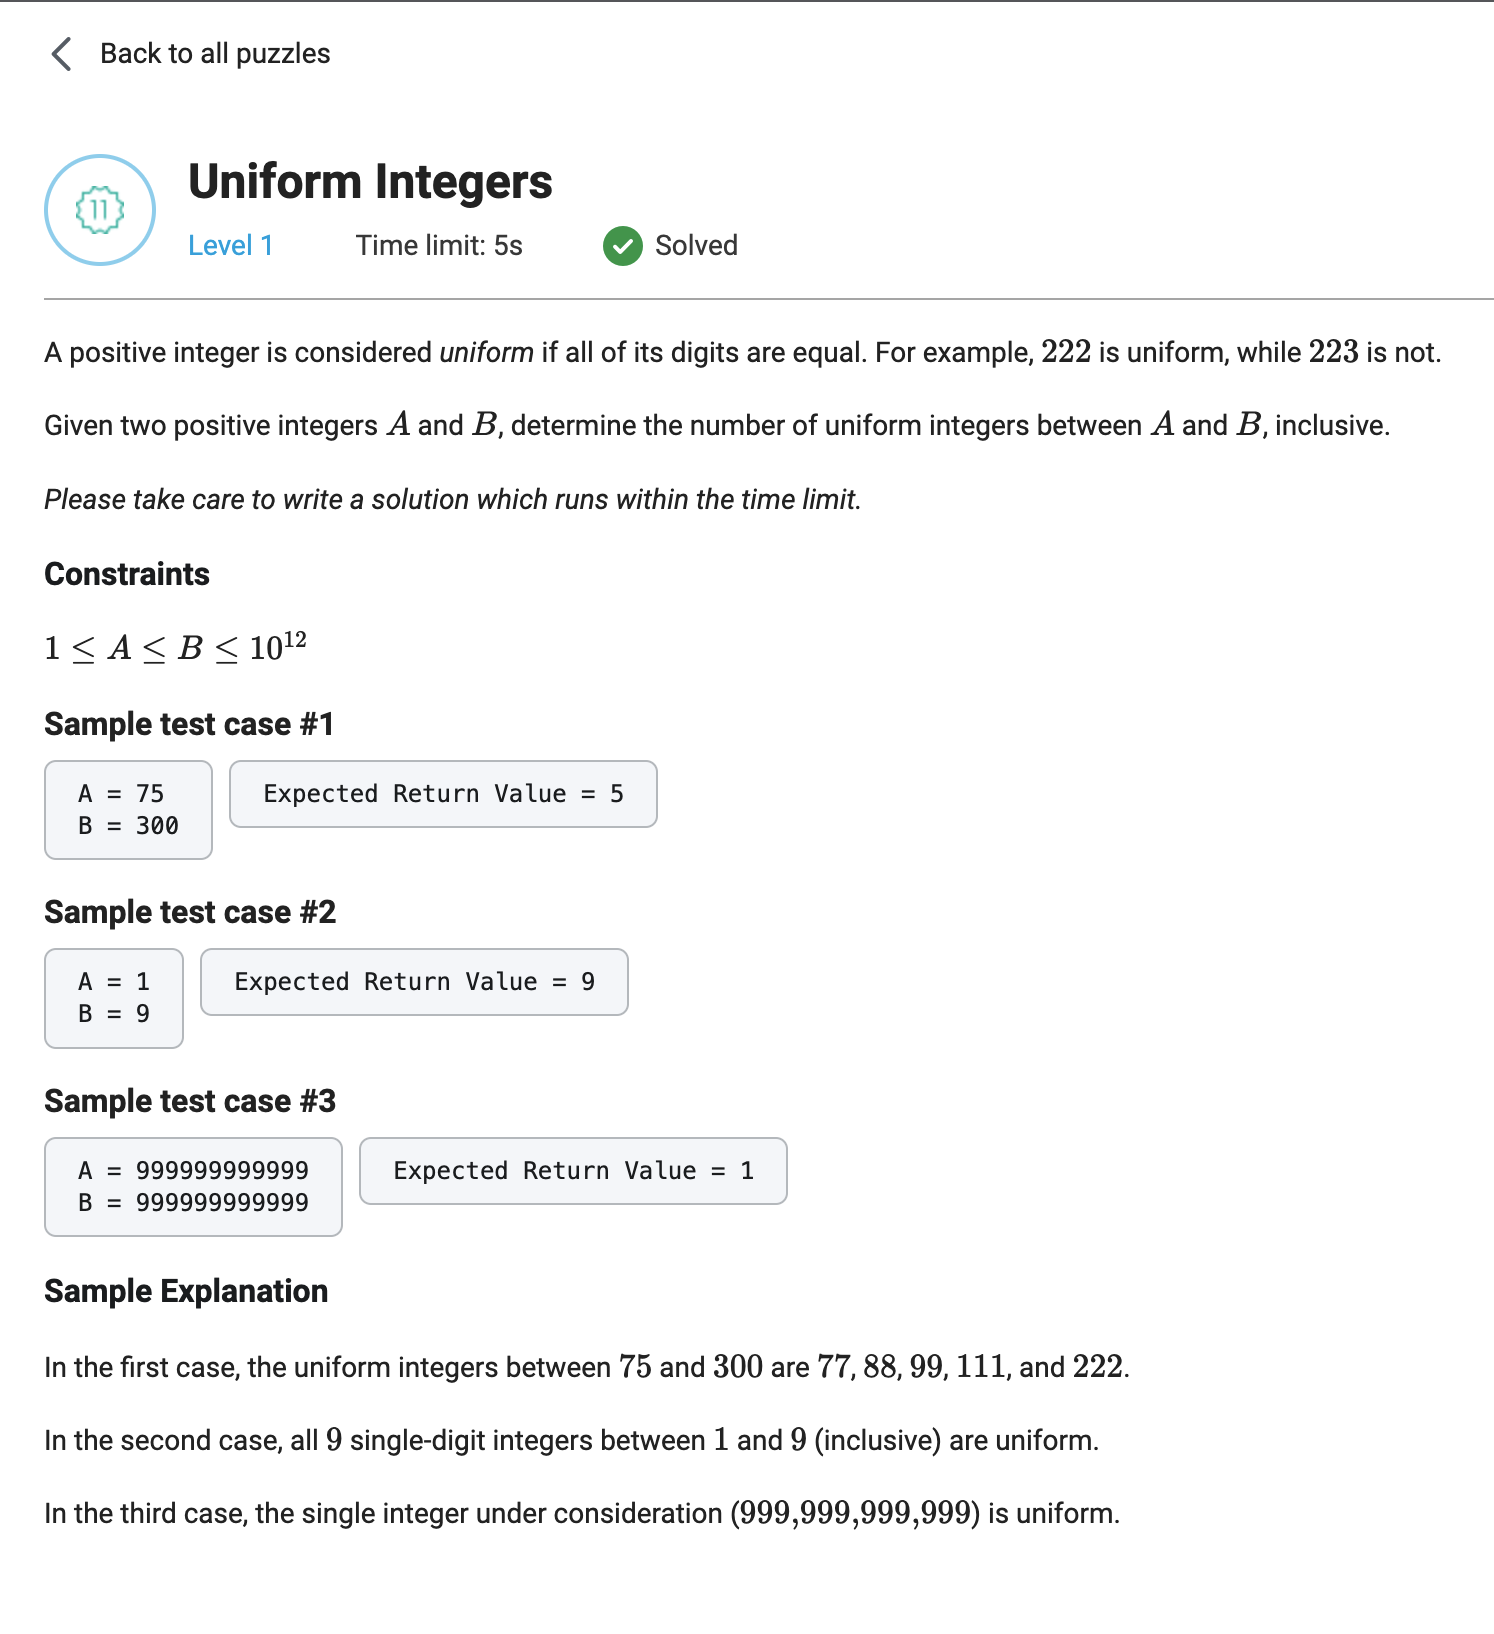 Back to all puzzles
11
Uniform Integers
Level 1 Time limit: 5s Solved
A positive integer is considered uniform if all of its digits are equal. For example, 222 is uniform, while 223 is not.
Given two positive integers A and B, determine the number of uniform integers between A and B, inclusive.
Please take care to write a solution which runs within the time limit.
Constraints
1 ≤ A ≤ B ≤ 10¹²
Sample test case #1
A = 75
B = 300
Expected Return Value = 5
Sample test case #2
A = 1
B = 9
Expected Return Value = 9
Sample test case #3
A = 999999999999
B = 999999999999
Expected Return Value = 1
Sample Explanation
In the first case, the uniform integers between 75 and 300 are 77, 88, 99, 111, and 222.
In the second case, all 9 single-digit integers between 1 and 9 (inclusive) are uniform.
In the third case, the single integer under consideration (999,999,999,999) is uniform.